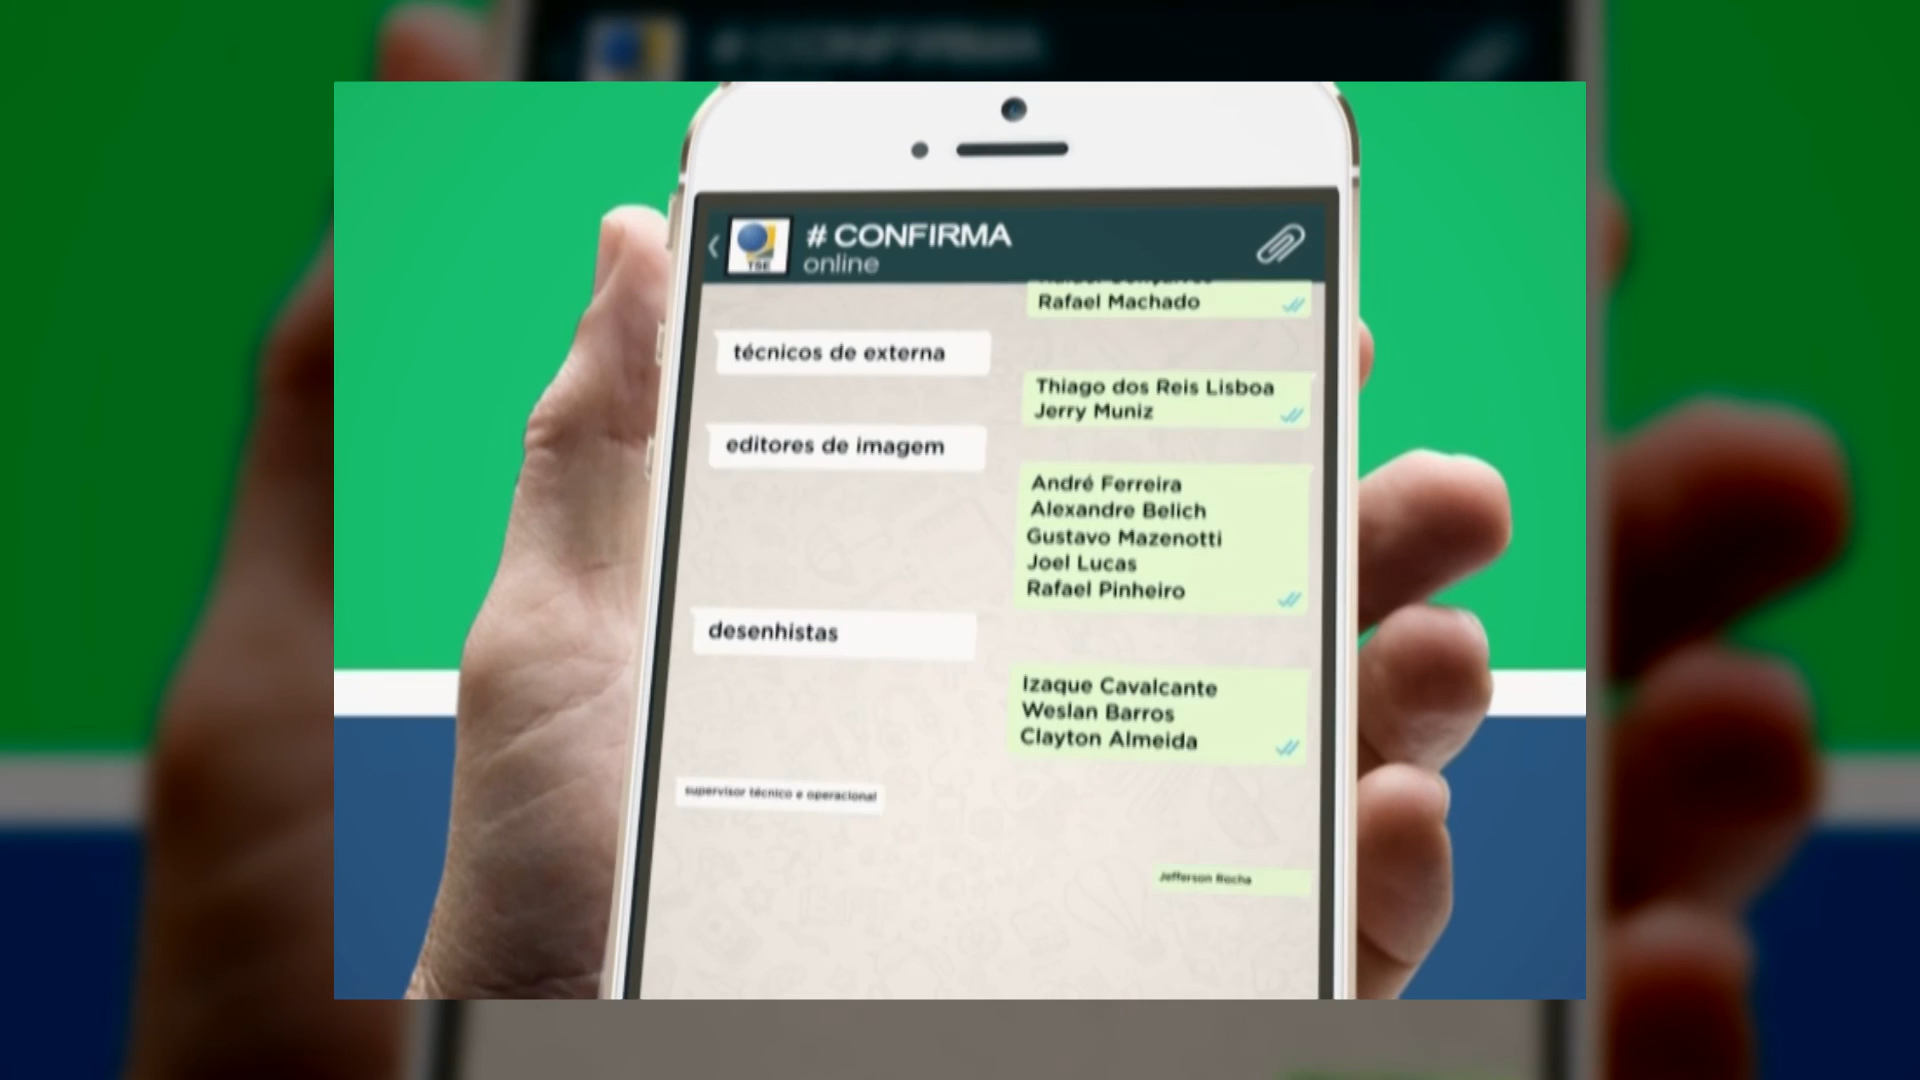 # CONFIRMA
online
TSE
Rafael Machado
técnicos de externa
Thiago dos Reis Lisboa
Jerry Muniz
editores de imagem
André Ferreira
Alexandre Belich
Gustavo Mazenotti
Joel Lucas
Rafael Pinheiro
desenhistas
Izaque Cavalcante
Weslan Barros
Clayton Almeida
supervisor técnico e operacional
Jefferson Rocha